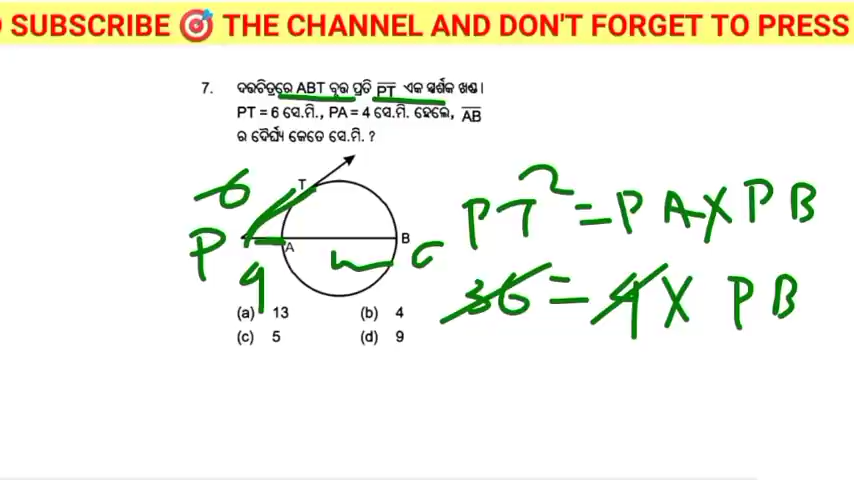 SUBSCRIBE 🎯 THE CHANNEL AND DON'T FORGET TO PRESS
7. ଦତ୍ତଚିତ୍ରରେ ABT ବୃତ୍ତ ପ୍ରତି PT ଏକ ସ୍ପର୍ଶକ ଖଣ୍ଡ।
PT = 6 ସେ.ମି., PA = 4 ସେ.ମି. ହେଲେ, AB
ର ଦୈର୍ଘ୍ୟ କେତେ ସେ.ମି. ?
T
6
P
A
B
4
PT² = PA X PB
36 = 4 X PB
(a) 13 (b) 4
(c) 5 (d) 9